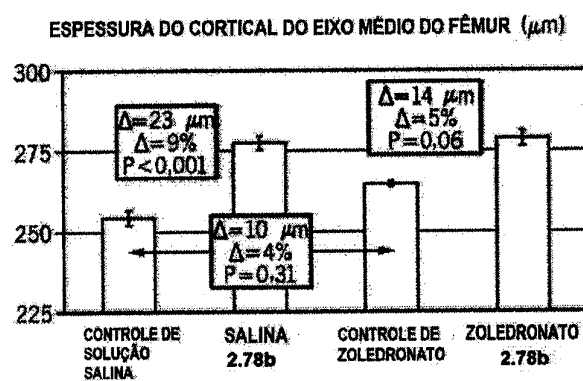 ESPESSURA DO CORTICAL DO EIXO MÉDIO DO FÊMUR (μm)
300
275
250
225
Δ=23 μm
Δ=9%
P<0,001
Δ=14 μm
Δ=5%
P=0,06
Δ=10 μm
Δ=4%
P=0,31
CONTROLE DE
SOLUÇÃO
SALINA
SALINA
2.78b
CONTROLE DE
ZOLEDRONATO
ZOLEDRONATO
2.78b